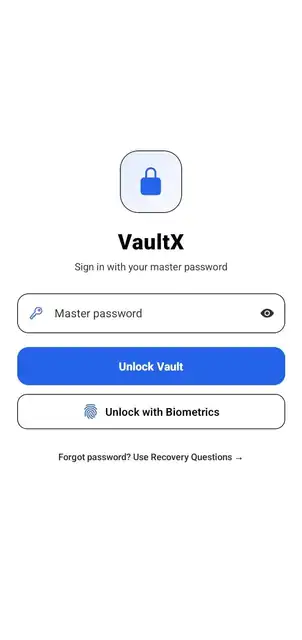 VaultX
Sign in with your master password
Master password
Unlock Vault
Unlock with Biometrics
Forgot password? Use Recovery Questions →